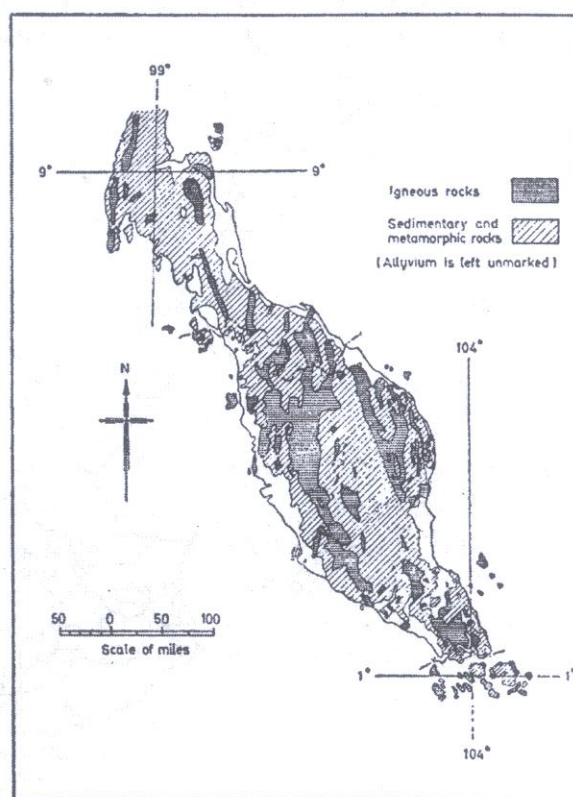 99°
9°
9°
Igneous rocks
Sedimentary and
metamorphic rocks
(Allyvium is left unmarked)
104°
N
50 0 50 100
Scale of miles
1°
1°
104°